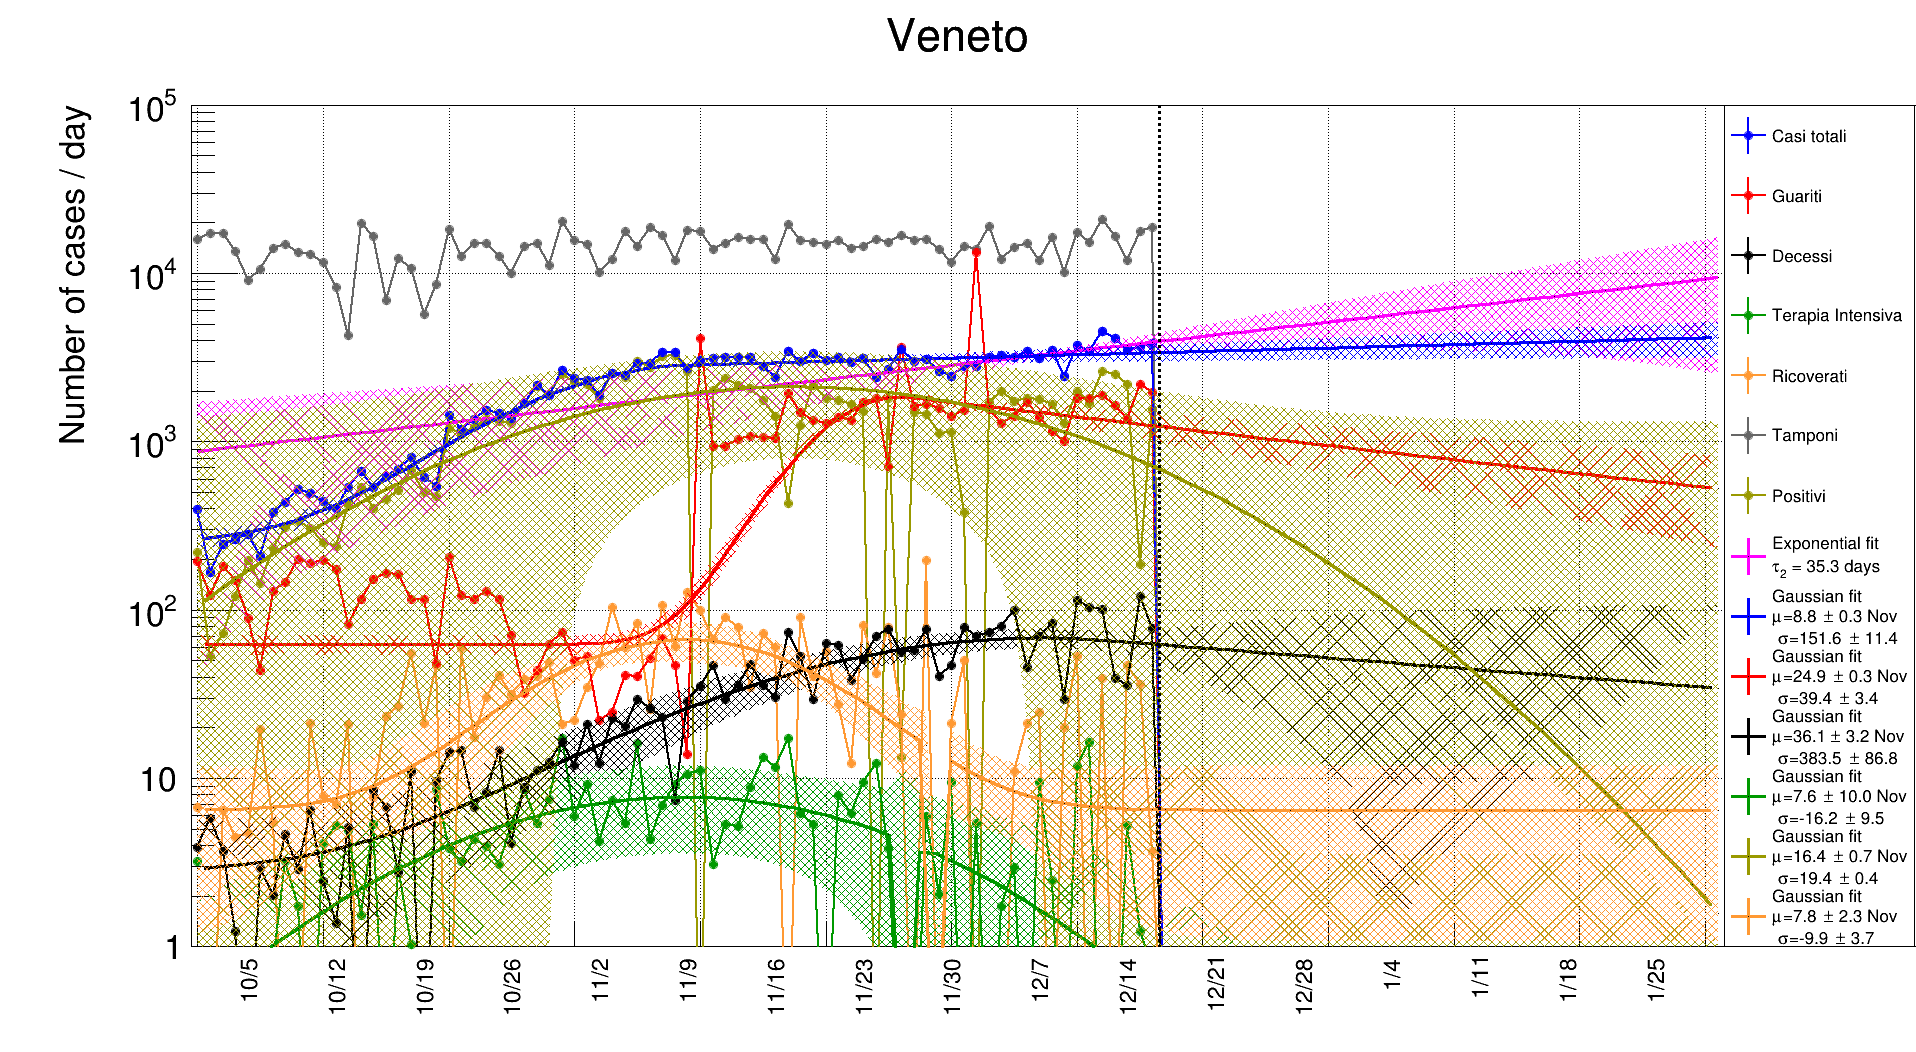 Veneto
Number of cases / day
10^5
10^4
10^3
10^2
10
1
10/5
10/12
10/19
10/26
11/2
11/9
11/16
11/23
11/30
12/7
12/14
12/21
12/28
1/4
1/11
1/18
1/25
Casi totali
Guariti
Decessi
Terapia Intensiva
Ricoverati
Tamponi
Positivi
Exponential fit
τ₂ = 35.3 days
Gaussian fit
μ=8.8 ± 0.3 Nov
σ=151.6 ± 11.4
Gaussian fit
μ=24.9 ± 0.3 Nov
σ=39.4 ± 3.4
Gaussian fit
μ=36.1 ± 3.2 Nov
σ=383.5 ± 86.8
Gaussian fit
μ=7.6 ± 10.0 Nov
σ=-16.2 ± 9.5
Gaussian fit
μ=16.4 ± 0.7 Nov
σ=19.4 ± 0.4
Gaussian fit
μ=7.8 ± 2.3 Nov
σ=-9.9 ± 3.7